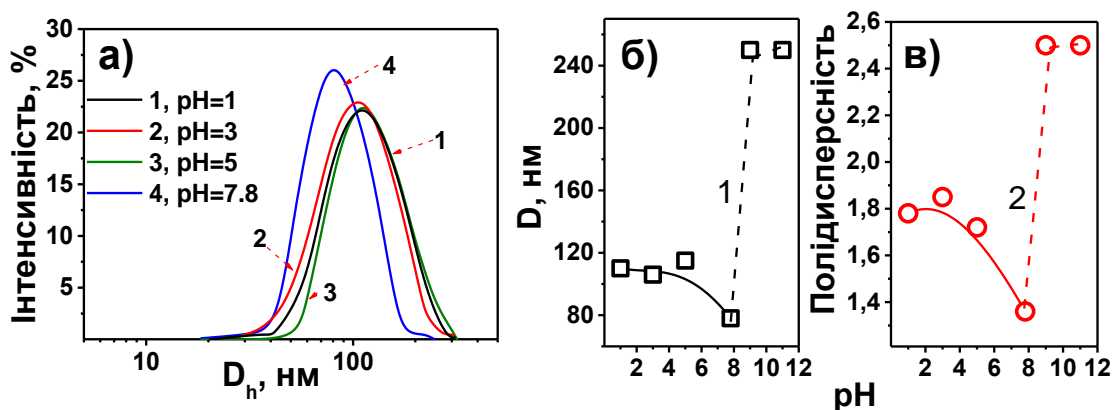 а)
Інтенсивність, %
30
25
20
15
10
5
1, pH=1
2, pH=3
3, pH=5
4, pH=7.8
4
1
2
3
10
100
Dh, нм
б)
D, нм
240
200
160
120
80
1
0 2 4 6 8 10 12
в)
Полідисперсність
2,6
2,4
2,2
2,0
1,8
1,6
1,4
2
0 2 4 6 8 10 12
pH